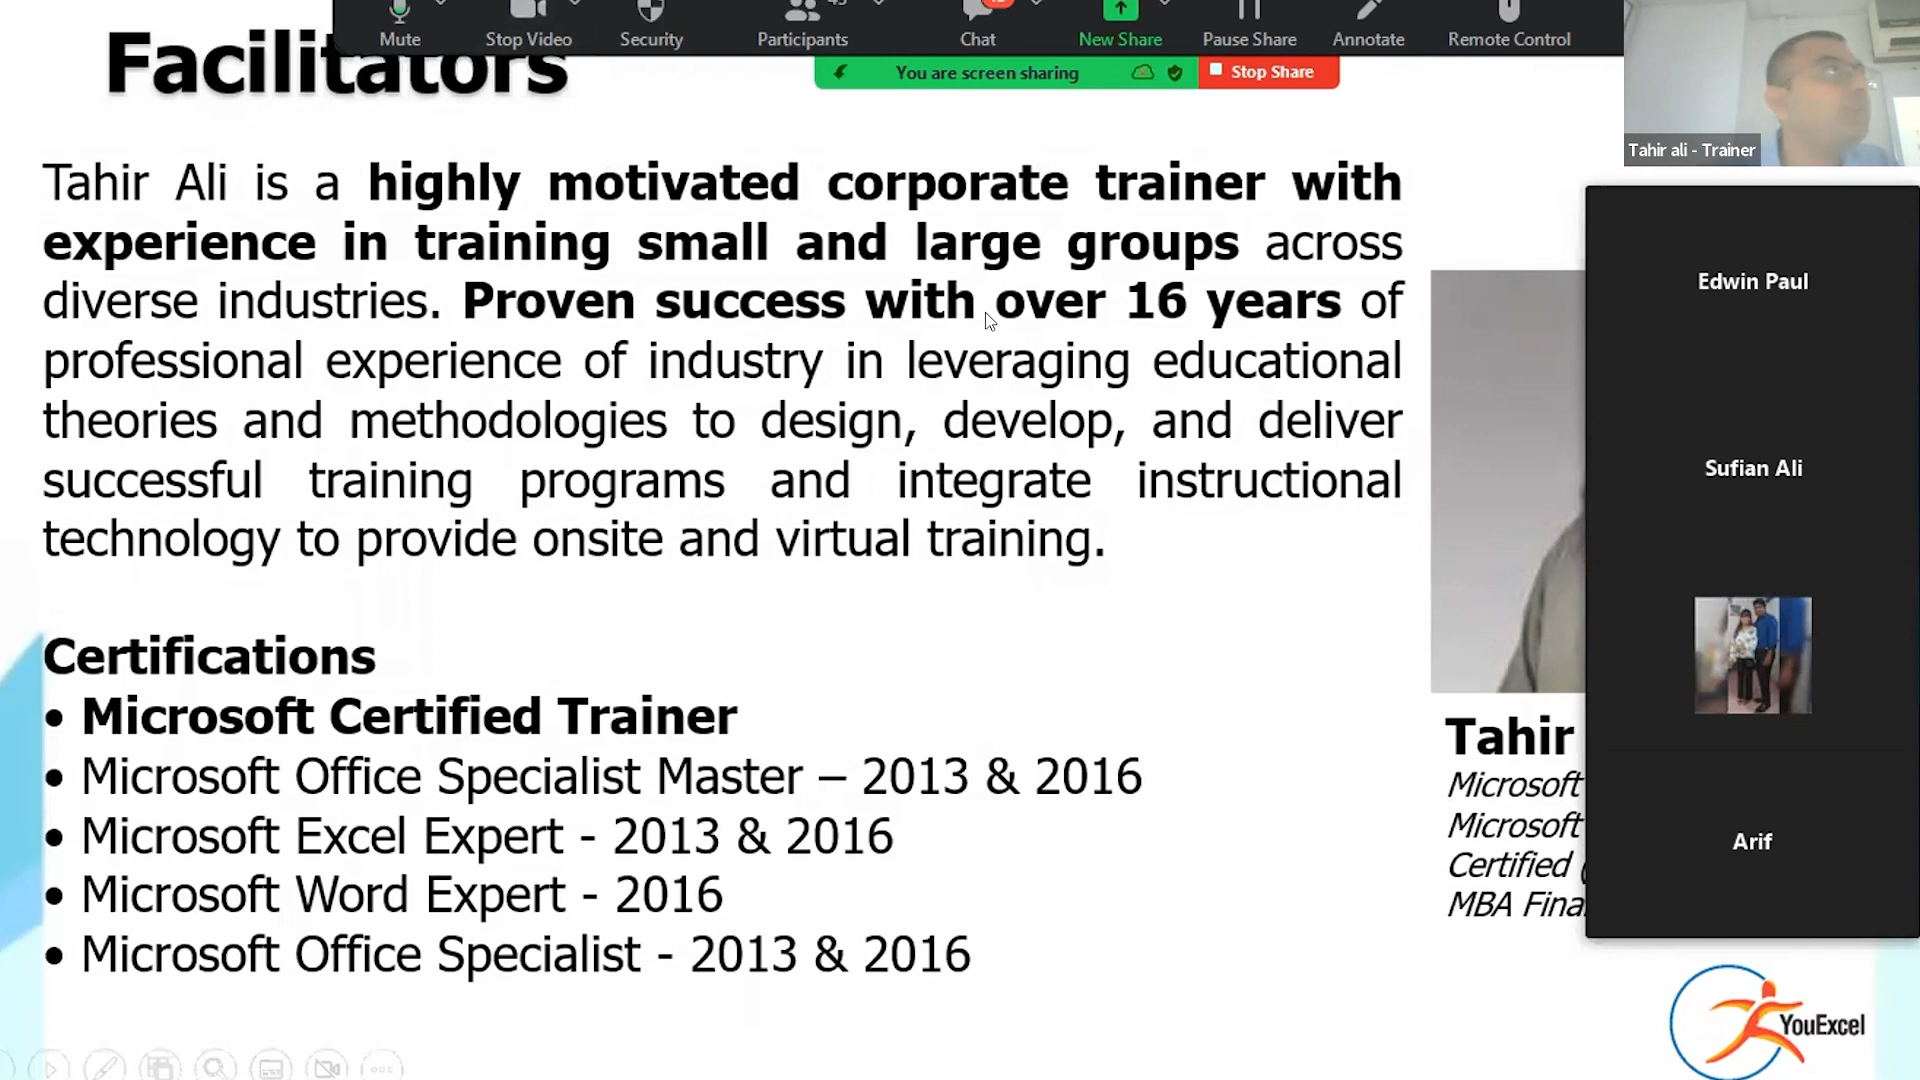 Mute
Stop Video
Security
Participants
Chat
New Share
Pause Share
Annotate
Remote Control
You are screen sharing
Stop Share
Tahir ali - Trainer
Facilitators
Tahir Ali is a highly motivated corporate trainer with
experience in training small and large groups across
diverse industries. Proven success with over 16 years of
professional experience of industry in leveraging educational
theories and methodologies to design, develop, and deliver
successful training programs and integrate instructional
technology to provide onsite and virtual training.
Certifications
• Microsoft Certified Trainer
• Microsoft Office Specialist Master – 2013 & 2016
• Microsoft Excel Expert - 2013 & 2016
• Microsoft Word Expert - 2016
• Microsoft Office Specialist - 2013 & 2016
Tahir
Microsoft
Microsoft
Certified
MBA
Edwin Paul
Sufian Ali
Arif
YouExcel